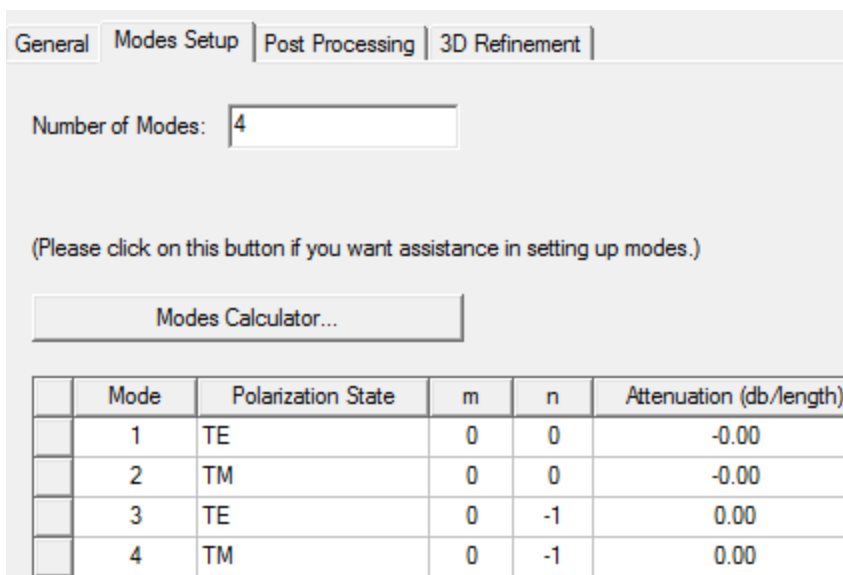 General Modes Setup Post Processing 3D Refinement
Number of Modes: 4
(Please click on this button if you want assistance in setting up modes.)
Modes Calculator...
Mode Polarization State m n Attenuation (db/length)
1 TE 0 0 -0.00
2 TM 0 0 -0.00
3 TE 0 -1 0.00
4 TM 0 -1 0.00